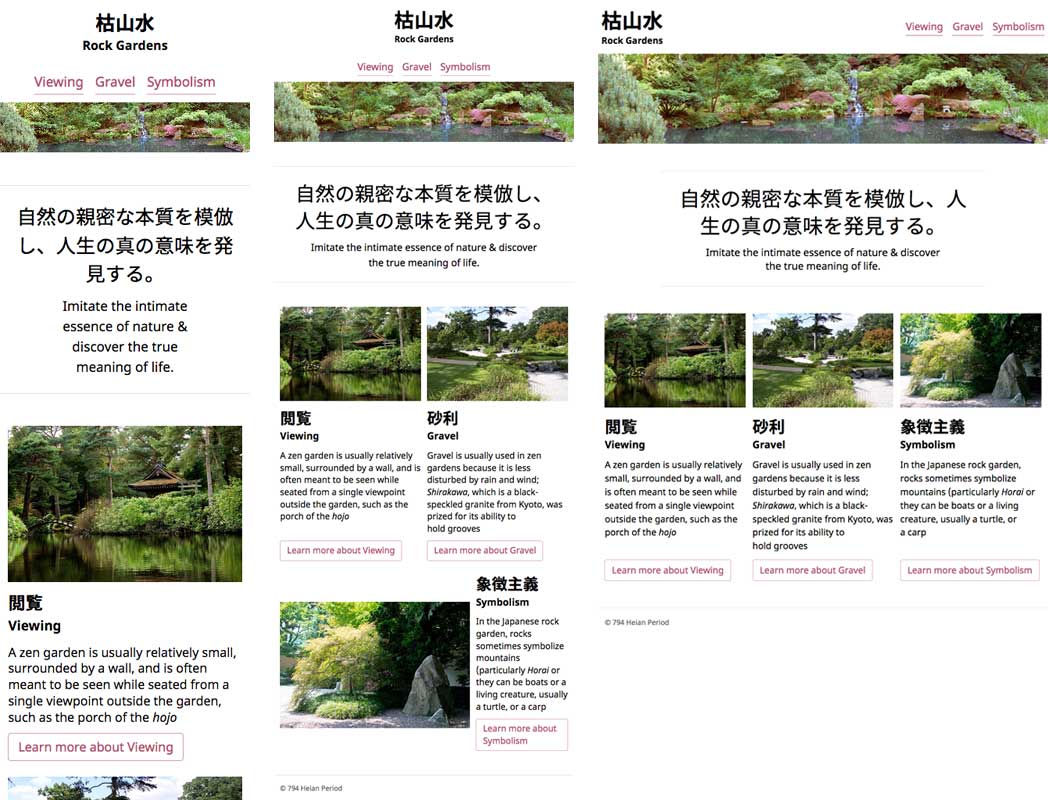 枯山水
Rock Gardens
Viewing Gravel Symbolism
自然の親密な本質を模倣
し、人生の真の意味を発
見する。
Imitate the intimate
essence of nature &
discover the true
meaning of life.
閲覧
Viewing
A zen garden is usually relatively small,
surrounded by a wall, and is often
meant to be seen while seated from a
single viewpoint outside the garden,
such as the porch of the hojo
Learn more about Viewing
枯山水
Rock Gardens
Viewing Gravel Symbolism
自然の親密な本質を模倣し、
人生の真の意味を発見する。
Imitate the intimate essence of nature & discover
the true meaning of life.
閲覧
Viewing
A zen garden is usually relatively
small, surrounded by a wall, and is
often meant to be seen while
seated from a single viewpoint
outside the garden, such as the
porch of the hojo
Learn more about Viewing
砂利
Gravel
Gravel is usually used in zen
gardens because it is less
disturbed by rain and wind;
Shirakawa, which is a black-
speckled granite from Kyoto, was
prized for its ability to
hold grooves
Learn more about Gravel
象徴主義
Symbolism
In the Japanese rock
garden, rocks
sometimes symbolize
mountains
(particularly Horai or
they can be boats or a
living creature, usually
a turtle, or a carp
Learn more about
Symbolism
© 794 Heian Period
枯山水
Rock Gardens
Viewing Gravel Symbolism
自然の親密な本質を模倣し、人
生の真の意味を発見する。
Imitate the intimate essence of nature & discover
the true meaning of life.
閲覧
Viewing
A zen garden is usually relatively
small, surrounded by a wall, and
is often meant to be seen while
seated from a single viewpoint
outside the garden, such as the
porch of the hojo
Learn more about Viewing
砂利
Gravel
Gravel is usually used in zen
gardens because it is less
disturbed by rain and wind;
Shirakawa, which is a black-
speckled granite from Kyoto, was
prized for its ability to
hold grooves
Learn more about Gravel
象徴主義
Symbolism
In the Japanese rock garden,
rocks sometimes symbolize
mountains (particularly Horai or
they can be boats or a living
creature, usually a turtle, or
a carp
Learn more about Symbolism
© 794 Heian Period